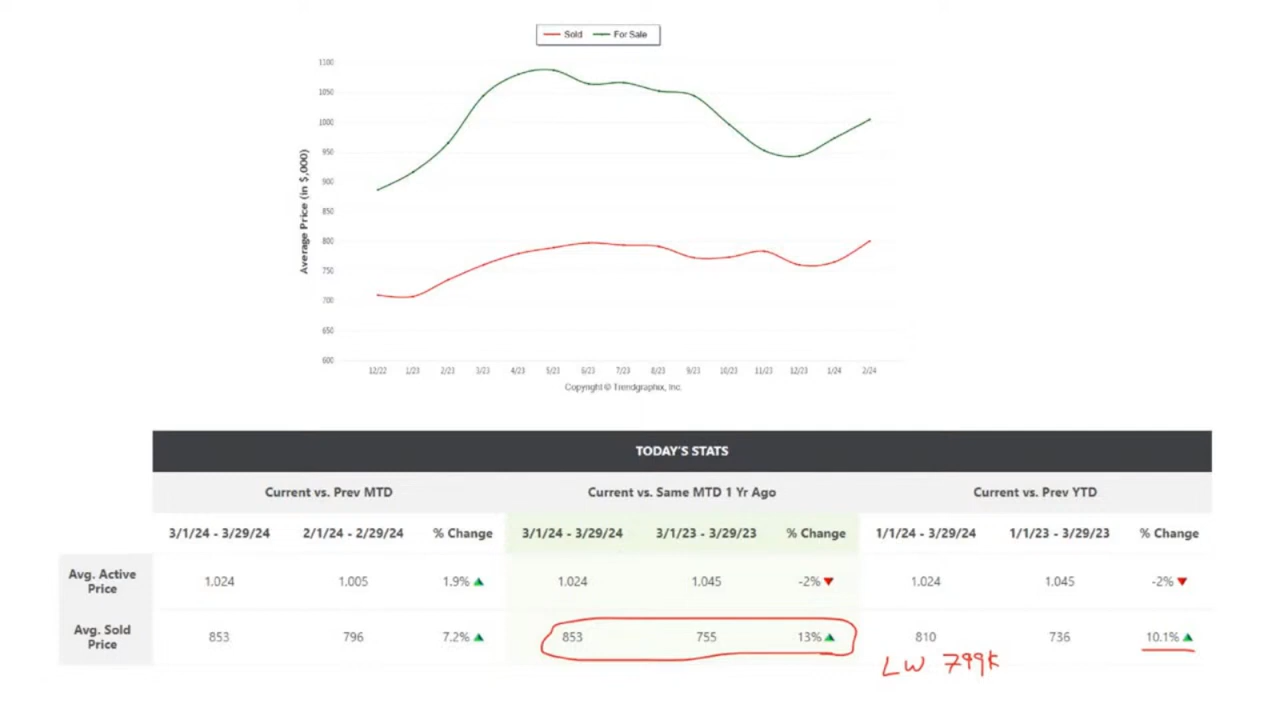 Sold For Sale
1100
1050
1000
950
900
850
800
750
700
650
600
Average Price (in $,000)
12/22 1/23 2/23 3/23 4/23 5/23 6/23 7/23 8/23 9/23 10/23 11/23 12/23 1/24 2/24
Copyright © Trendgraphix, Inc.
TODAY'S STATS
Current vs. Prev MTD Current vs. Same MTD 1 Yr Ago Current vs. Prev YTD
3/1/24 - 3/29/24 2/1/24 - 2/29/24 % Change 3/1/24 - 3/29/24 3/1/23 - 3/29/23 % Change 1/1/24 - 3/29/24 1/1/23 - 3/29/23 % Change
Avg. Active
Price
1,024 1,005 1.9% 1,024 1,045 -2% 1,024 1,045 -2%
Avg. Sold
Price
853 796 7.2% 853 755 13% 810 736 10.1%
LW 799K